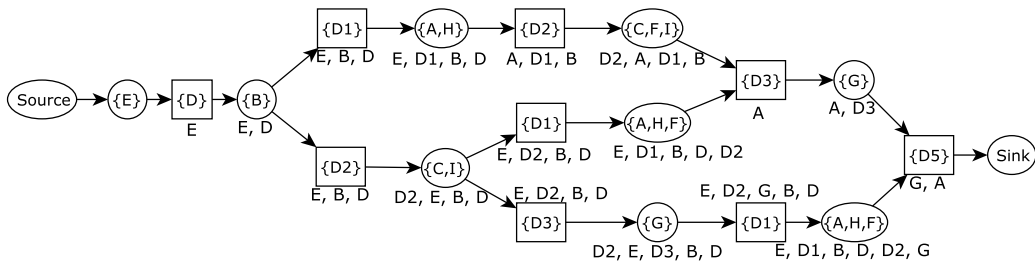 {D1}
{A,H}
{D2}
{C,F,I}
E, B, D
E, D1, B, D
A, D1, B
D2, A, D1, B
{D3}
{G}
A
A, D3
Source
{E}
{D}
{B}
E
E, D
{D1}
{A,H,F}
E, D2, B, D
E, D1, B, D, D2
{D5}
Sink
G, A
{D2}
{C,I}
E, B, D
D2, E, B, D
E, D2, B, D
{D3}
{G}
D2, E, D3, B, D
E, D2, G, B, D
{D1}
{A,H,F}
E, D1, B, D, D2, G